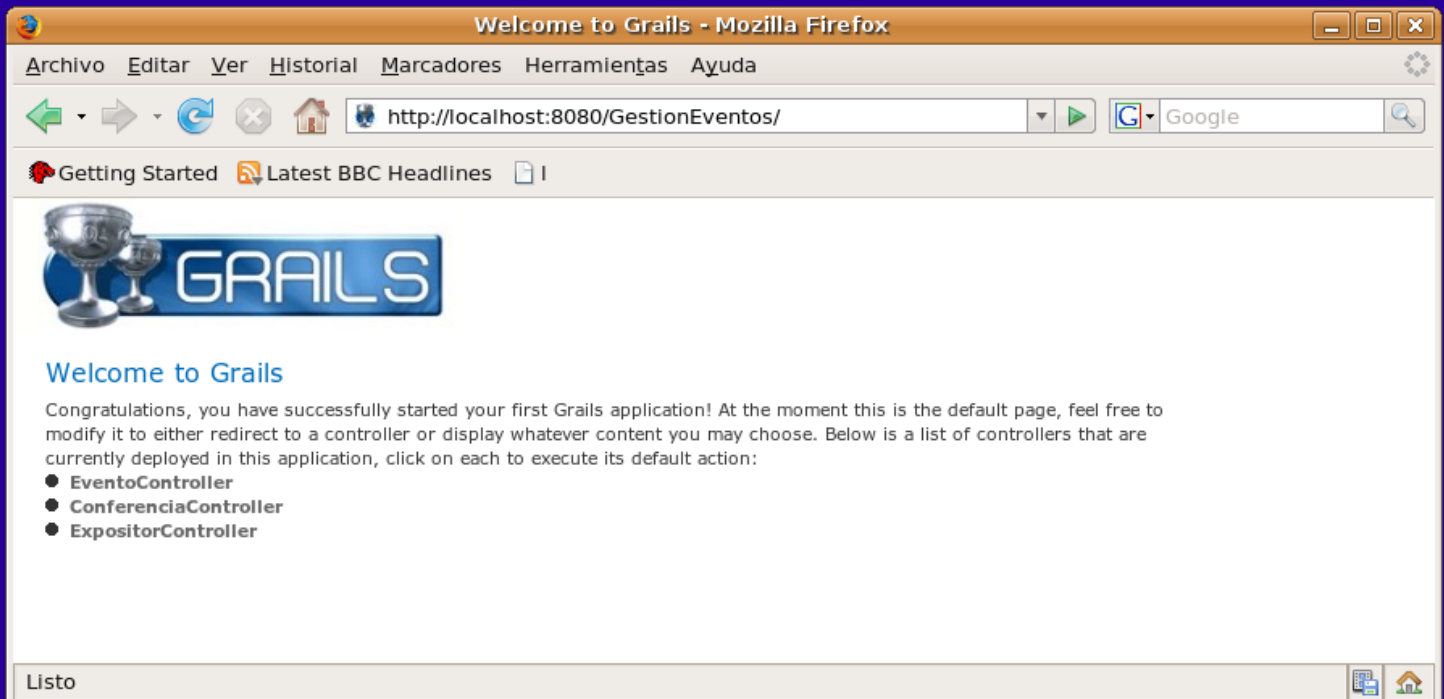 Welcome to Grails - Mozilla Firefox
Archivo Editar Ver Historial Marcadores Herramientas Ayuda
http://localhost:8080/GestionEventos/ G Google
Getting Started Latest BBC Headlines I
GRAILS
Welcome to Grails
Congratulations, you have successfully started your first Grails application! At the moment this is the default page, feel free to
modify it to either redirect to a controller or display whatever content you may choose. Below is a list of controllers that are
currently deployed in this application, click on each to execute its default action:
EventoController
ConferenciaController
ExpositorController
Listo